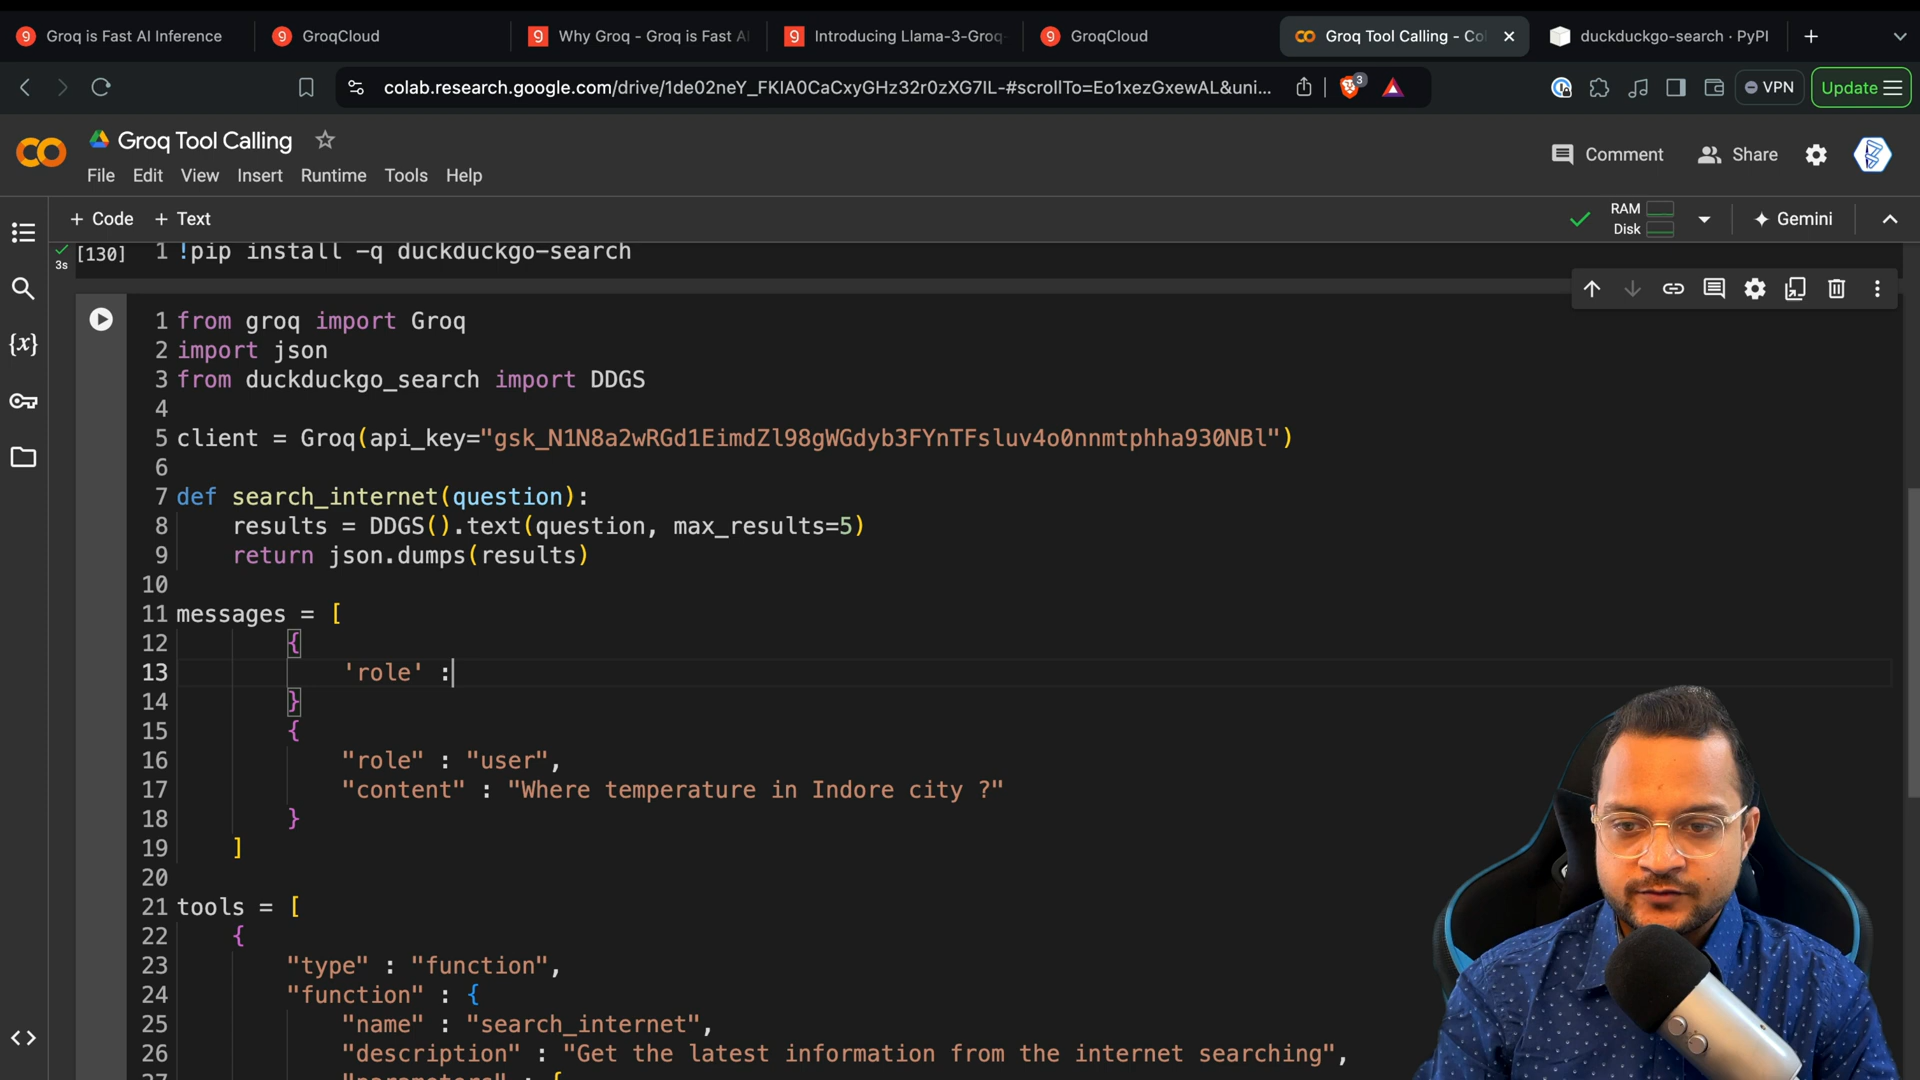 Groq is Fast AI Inference
GroqCloud
Why Groq - Groq is Fast AI
Introducing Llama-3-Groq-
GroqCloud
Groq Tool Calling - Co
duckduckgo-search · PyPI
colab.research.google.com/drive/1de02neY_FKIA0CaCxyGHz32r0zXG7IL-#scrollTo=Eo1xezGxewAL&uni...
3
VPN
Update
Groq Tool Calling
File Edit View Insert Runtime Tools Help
Comment
Share
+ Code + Text
RAM
Disk
Gemini
[130]
3s
1 !pip install -q duckduckgo-search
1 from groq import Groq
2 import json
3 from duckduckgo_search import DDGS
4
5 client = Groq(api_key="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")
6
7 def search_internet(question):
8 results = DDGS().text(question, max_results=5)
9 return json.dumps(results)
10
11 messages = [
12 {
13 'role' :
14 }
15 {
16 "role" : "user",
17 "content" : "Where temperature in Indore city ?"
18 }
19 ]
20
21 tools = [
22 {
23 "type" : "function",
24 "function" : {
25 "name" : "search_internet",
26 "description" : "Get the latest information from the internet searching",
27 "parameters" : {